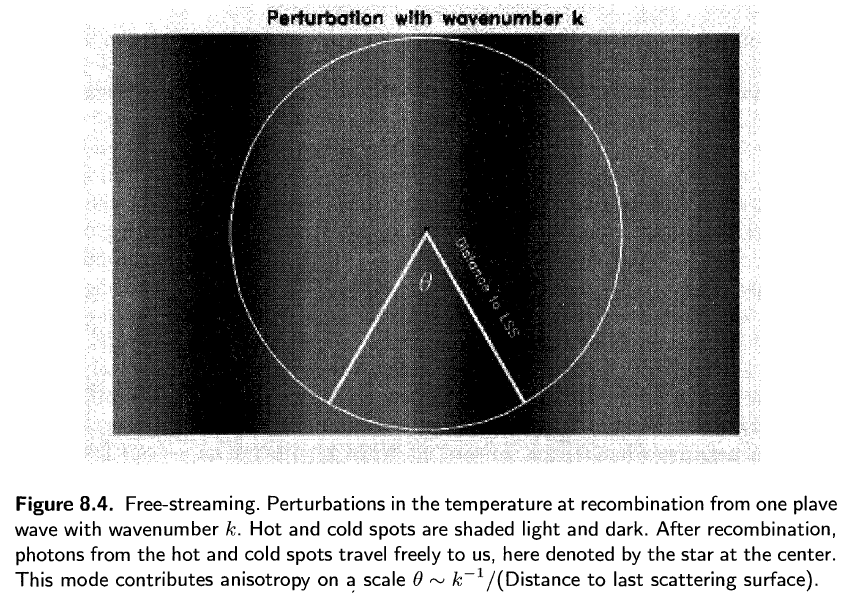 Perturbation with wavenumber k
Distance to LSS
θ
Figure 8.4. Free-streaming. Perturbations in the temperature at recombination from one plave
wave with wavenumber k. Hot and cold spots are shaded light and dark. After recombination,
photons from the hot and cold spots travel freely to us, here denoted by the star at the center.
This mode contributes anisotropy on a scale θ ∼ k⁻¹/(Distance to last scattering surface).